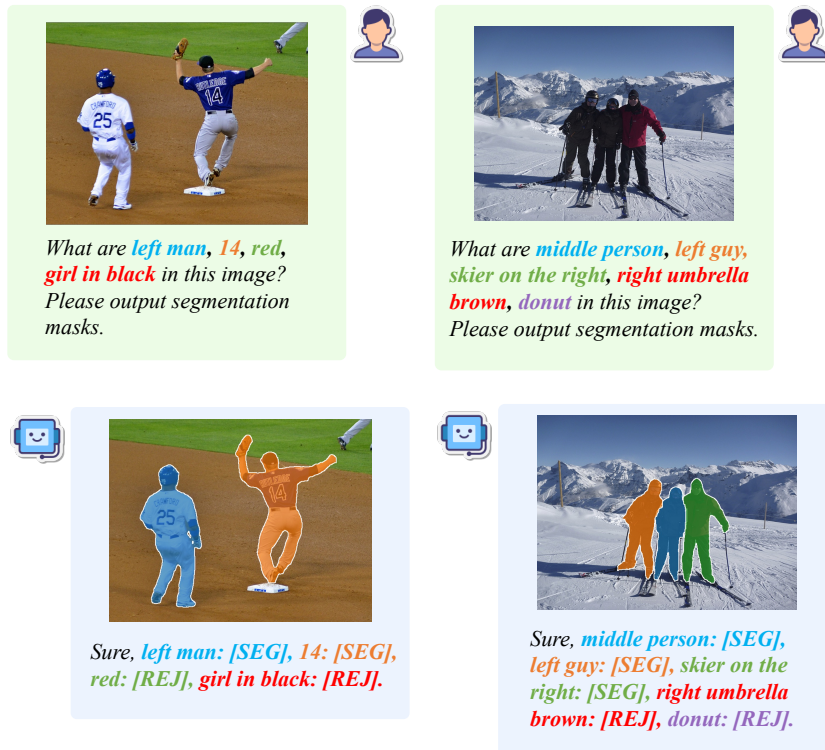 CRAWFORD
25
14
What are left man, 14, red,
girl in black in this image?
Please output segmentation
masks.
What are middle person, left guy,
skier on the right, right umbrella
brown, donut in this image?
Please output segmentation masks.
CRAWFORD
25
14
Sure, left man: [SEG], 14: [SEG],
red: [REJ], girl in black: [REJ].
Sure, middle person: [SEG],
left guy: [SEG], skier on the
right: [SEG], right umbrella
brown: [REJ], donut: [REJ].